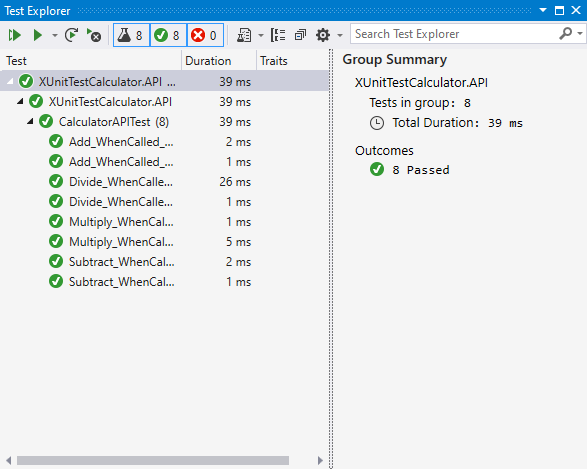 Test Explorer
8 8 0
Search Test Explorer
Test Duration Traits
XUnitTestCalculator.API ... 39 ms
XUnitTestCalculator.API 39 ms
CalculatorAPITest (8) 39 ms
Add_WhenCalled_... 2 ms
Add_WhenCalled_... 1 ms
Divide_WhenCalle... 26 ms
Divide_WhenCalle... 1 ms
Multiply_WhenCal... 1 ms
Multiply_WhenCal... 5 ms
Subtract_WhenCal... 2 ms
Subtract_WhenCal... 1 ms
Group Summary
XUnitTestCalculator.API
Tests in group: 8
Total Duration: 39 ms
Outcomes
8 Passed